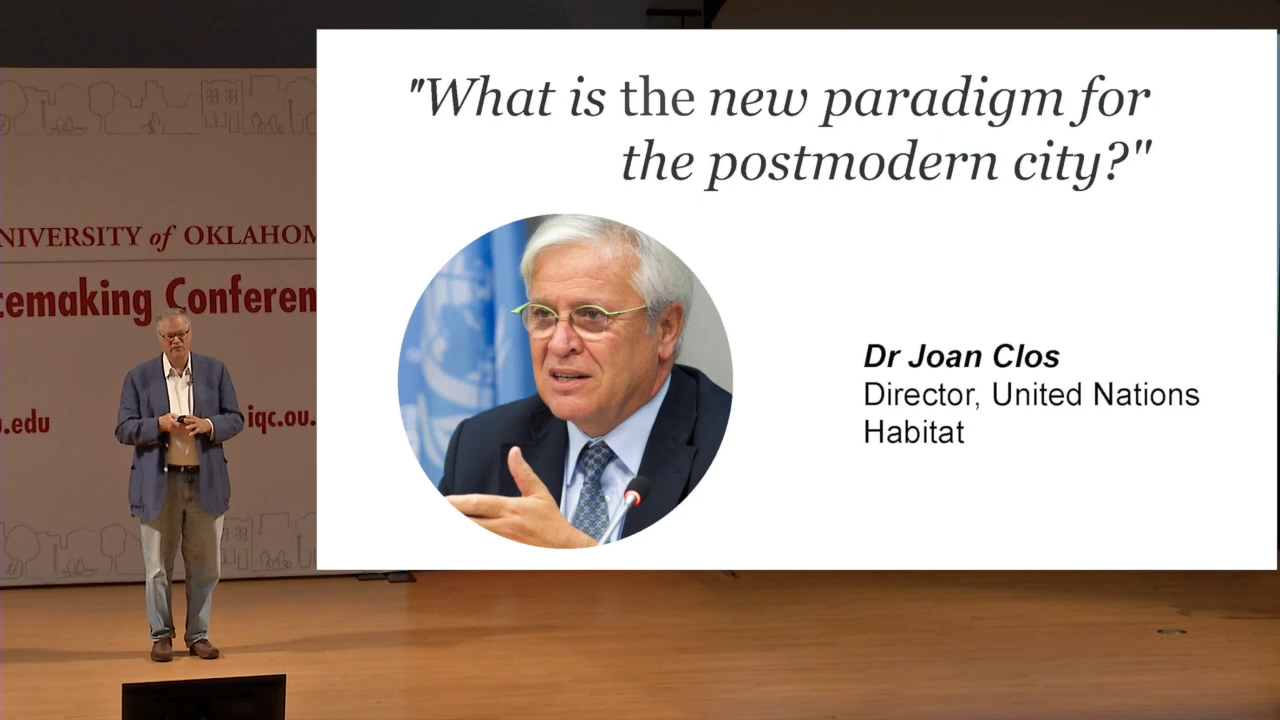 "What is the new paradigm for
the postmodern city?"
NIVERSITY of OKLAHOM
cemaking Conferen
.edu
iqc.ou.
Dr Joan Clos
Director, United Nations
Habitat